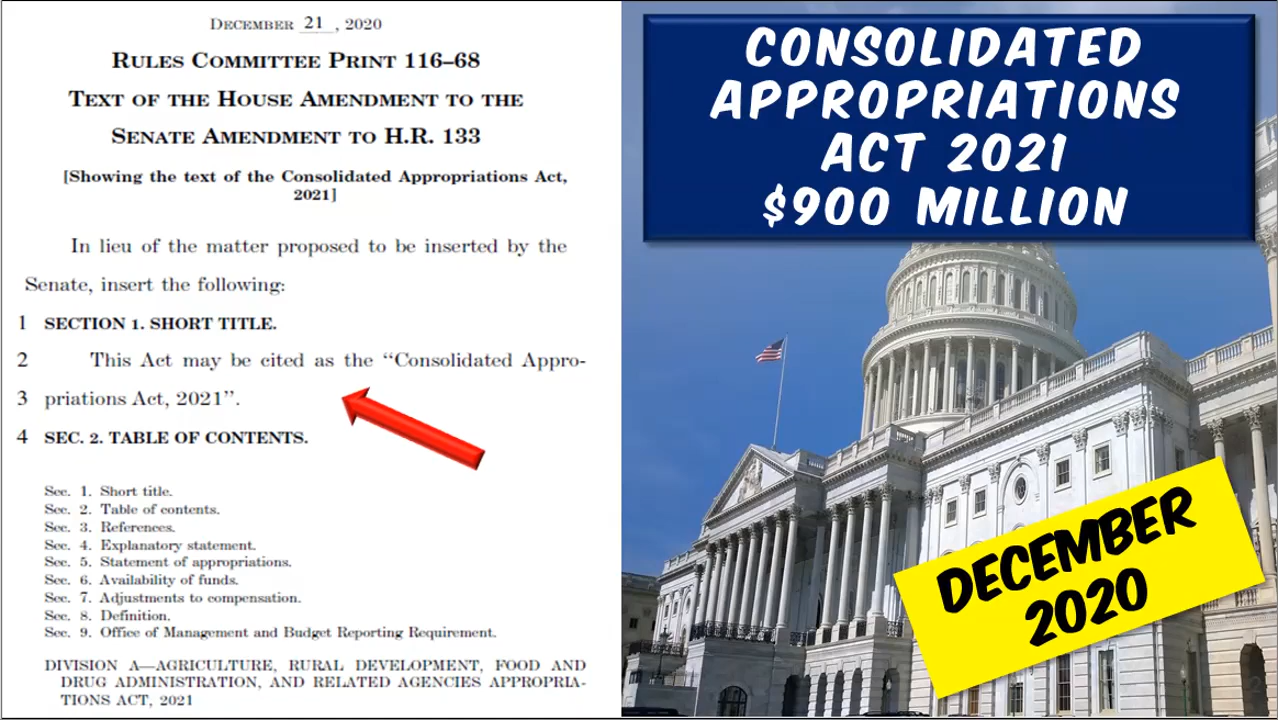 DECEMBER 21, 2020
RULES COMMITTEE PRINT 116–68
TEXT OF THE HOUSE AMENDMENT TO THE
SENATE AMENDMENT TO H.R. 133
[Showing the text of the Consolidated Appropriations Act,
2021]
In lieu of the matter proposed to be inserted by the
Senate, insert the following:
1 SECTION 1. SHORT TITLE.
2 This Act may be cited as the ‘‘Consolidated Appro-
3 priations Act, 2021’’.
4 SEC. 2. TABLE OF CONTENTS.
Sec. 1. Short title.
Sec. 2. Table of contents.
Sec. 3. References.
Sec. 4. Explanatory statement.
Sec. 5. Statement of appropriations.
Sec. 6. Availability of funds.
Sec. 7. Adjustments to compensation.
Sec. 8. Definition.
Sec. 9. Office of Management and Budget Reporting Requirement.
DIVISION A—AGRICULTURE, RURAL DEVELOPMENT, FOOD AND
DRUG ADMINISTRATION, AND RELATED AGENCIES APPROPRIA-
TIONS ACT, 2021
CONSOLIDATED
APPROPRIATIONS
ACT 2021
$900 MILLION
DECEMBER
2020
2